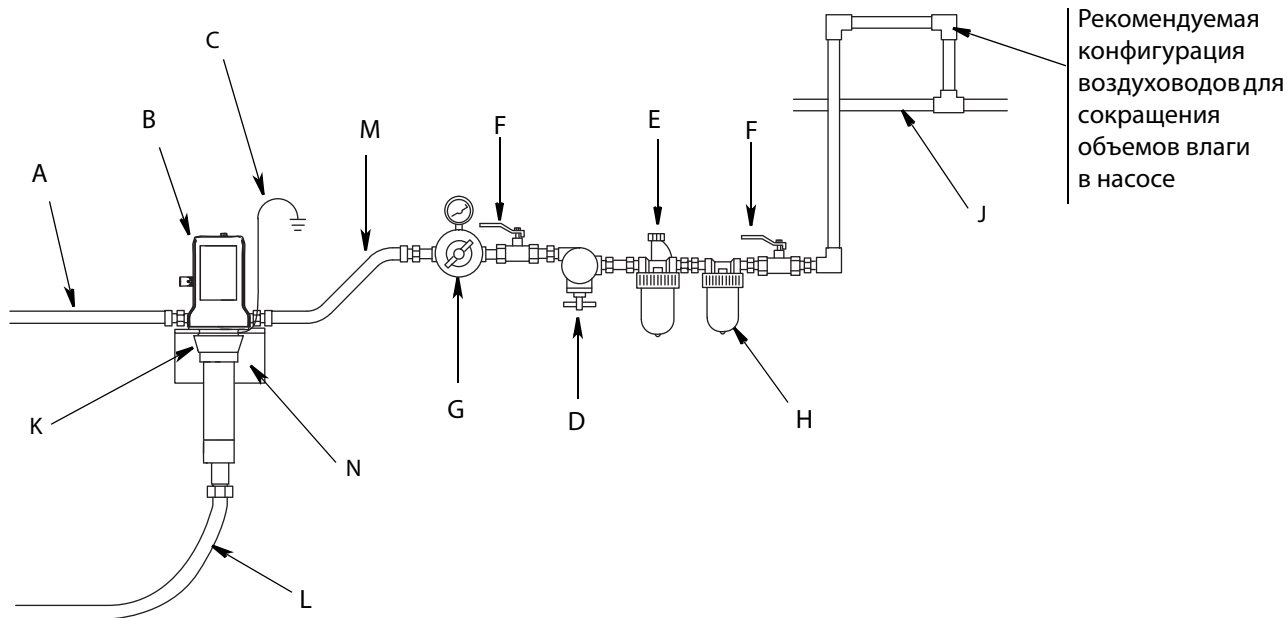 Рекомендуемая
конфигурация
воздуховодов для
сокращения
объемов влаги
в насосе
C
B
M
F
E
F
A
J
G
D
H
K
N
L